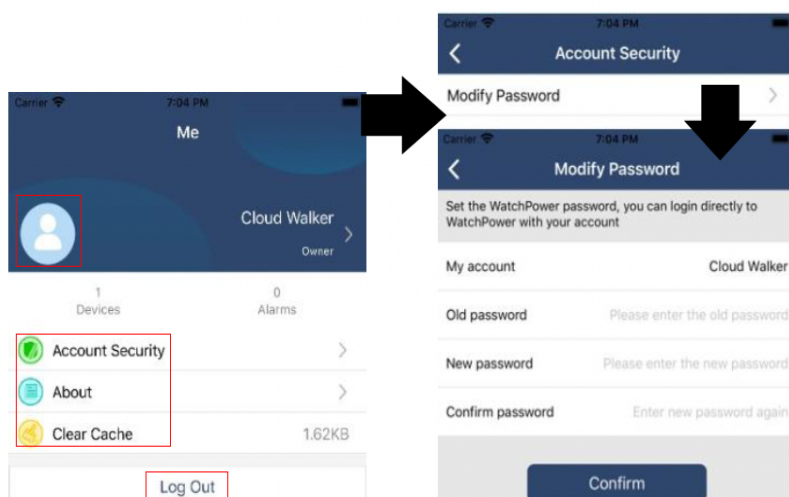 Carrier 7:04 PM
Me
Cloud Walker
Owner
1 0
Devices Alarms
Account Security
About
Clear Cache 1.62KB
Log Out
Carrier 7:04 PM
Account Security
Modify Password
Carrier 7:04 PM
Modify Password
Set the WatchPower password, you can login directly to
WatchPower with your account
My account Cloud Walker
Old password Please enter the old password
New password Please enter the new password
Confirm password Enter new password again
Confirm